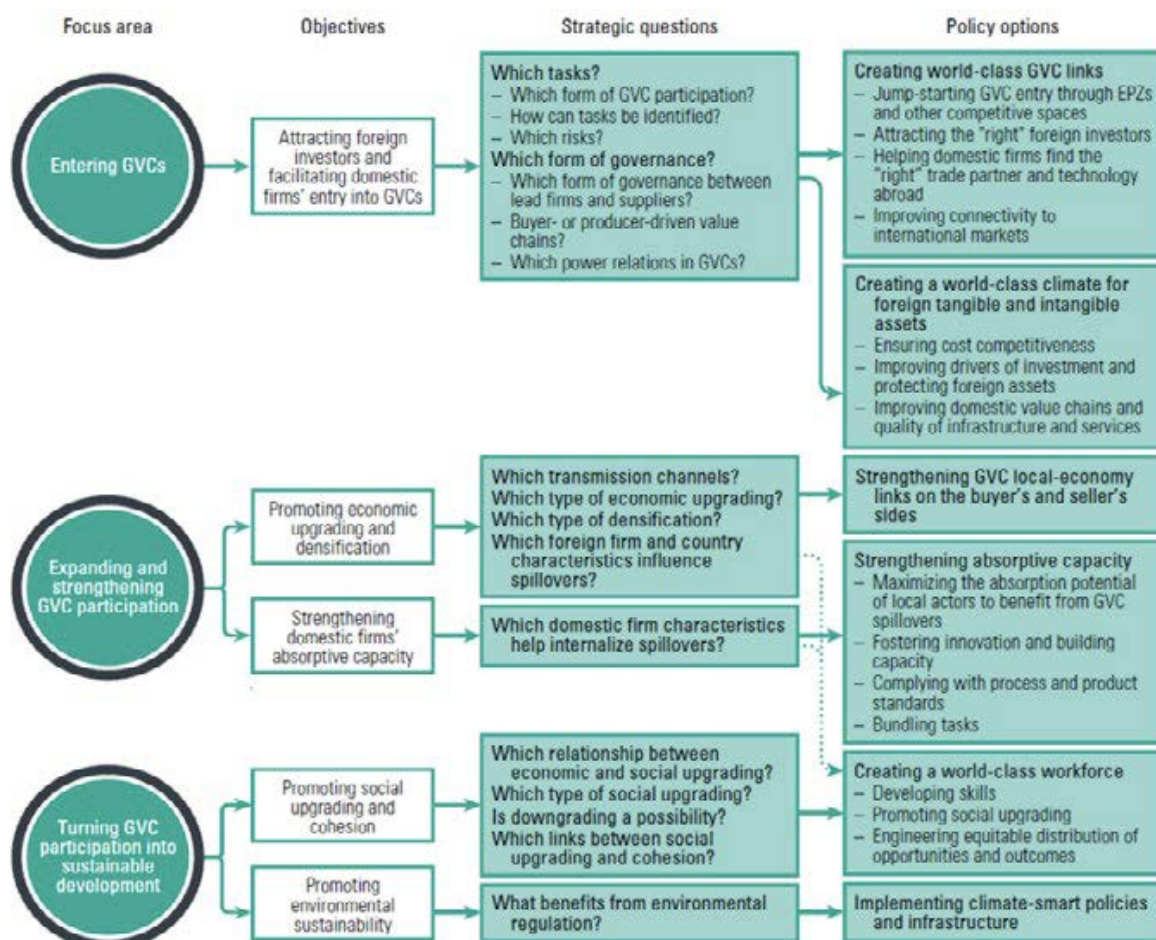 Focus area
Objectives
Strategic questions
Policy options
Entering GVCs
Attracting foreign
investors and
facilitating domestic
firms' entry into GVCs
Which tasks?
– Which form of GVC participation?
– How can tasks be identified?
– Which risks?
Which form of governance?
– Which form of governance between
lead firms and suppliers?
– Buyer- or producer-driven value
chains?
– Which power relations in GVCs?
Creating world-class GVC links
– Jump-starting GVC entry through EPZs
and other competitive spaces
– Attracting the "right" foreign investors
– Helping domestic firms find the
"right" trade partner and technology
abroad
– Improving connectivity to
international markets
Creating a world-class climate for
foreign tangible and intangible
assets
– Ensuring cost competitiveness
– Improving drivers of investment and
protecting foreign assets
– Improving domestic value chains and
quality of infrastructure and services
Expanding and
strengthening
GVC participation
Promoting economic
upgrading and
densification
Which transmission channels?
Which type of economic upgrading?
Which type of densification?
Which foreign firm and country
characteristics influence
spillovers?
Strengthening GVC local-economy
links on the buyer's and seller's
sides
Strengthening
domestic firms'
absorptive capacity
Which domestic firm characteristics
help internalize spillovers?
Strengthening absorptive capacity
– Maximizing the absorption potential
of local actors to benefit from GVC
spillovers
– Fostering innovation and building
capacity
– Complying with process and product
standards
– Bundling tasks
Turning GVC
participation into
sustainable
development
Promoting social
upgrading and
cohesion
Which relationship between
economic and social upgrading?
Which type of social upgrading?
Is downgrading a possibility?
Which links between social
upgrading and cohesion?
Creating a world-class workforce
– Developing skills
– Promoting social upgrading
– Engineering equitable distribution of
opportunities and outcomes
Promoting
environmental
sustainability
What benefits from environmental
regulation?
Implementing climate-smart policies
and infrastructure